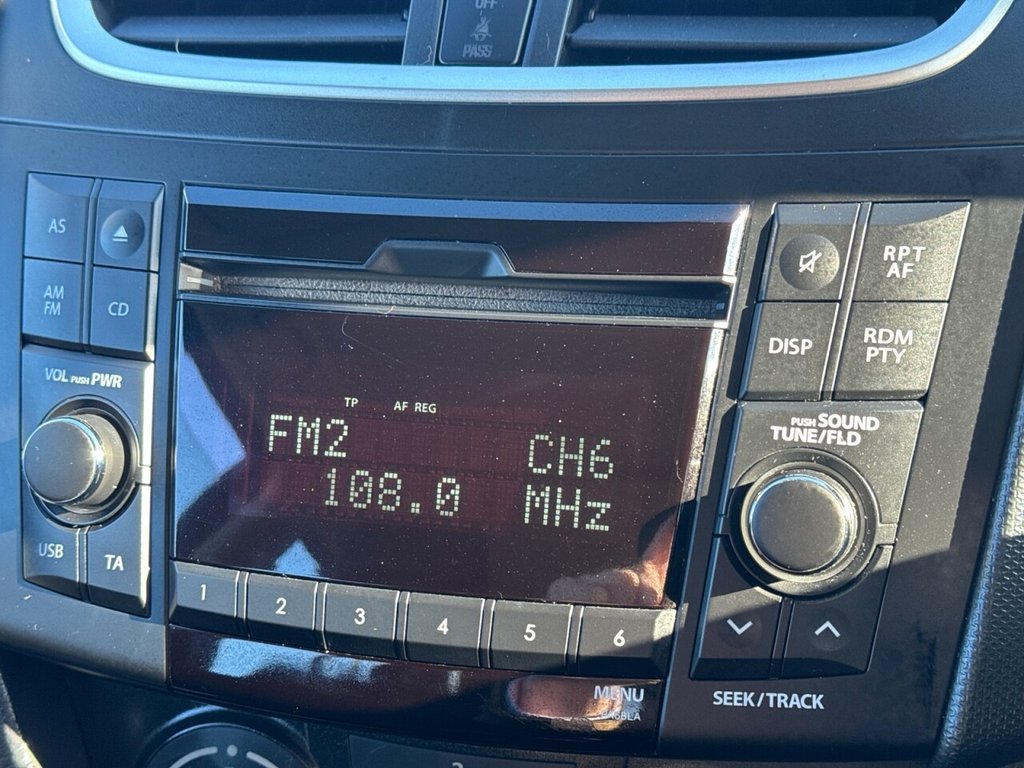 OFF
PASS
AS
AM
FM
CD
RPT
AF
DISP
RDM
PTY
VOL PUSH PWR
PUSH SOUND
TUNE/FLD
TP AF REG
FM2 CH6
108.0 MHz
USB
TA
1 2 3 4 5 6
MENU
SEEK/TRACK